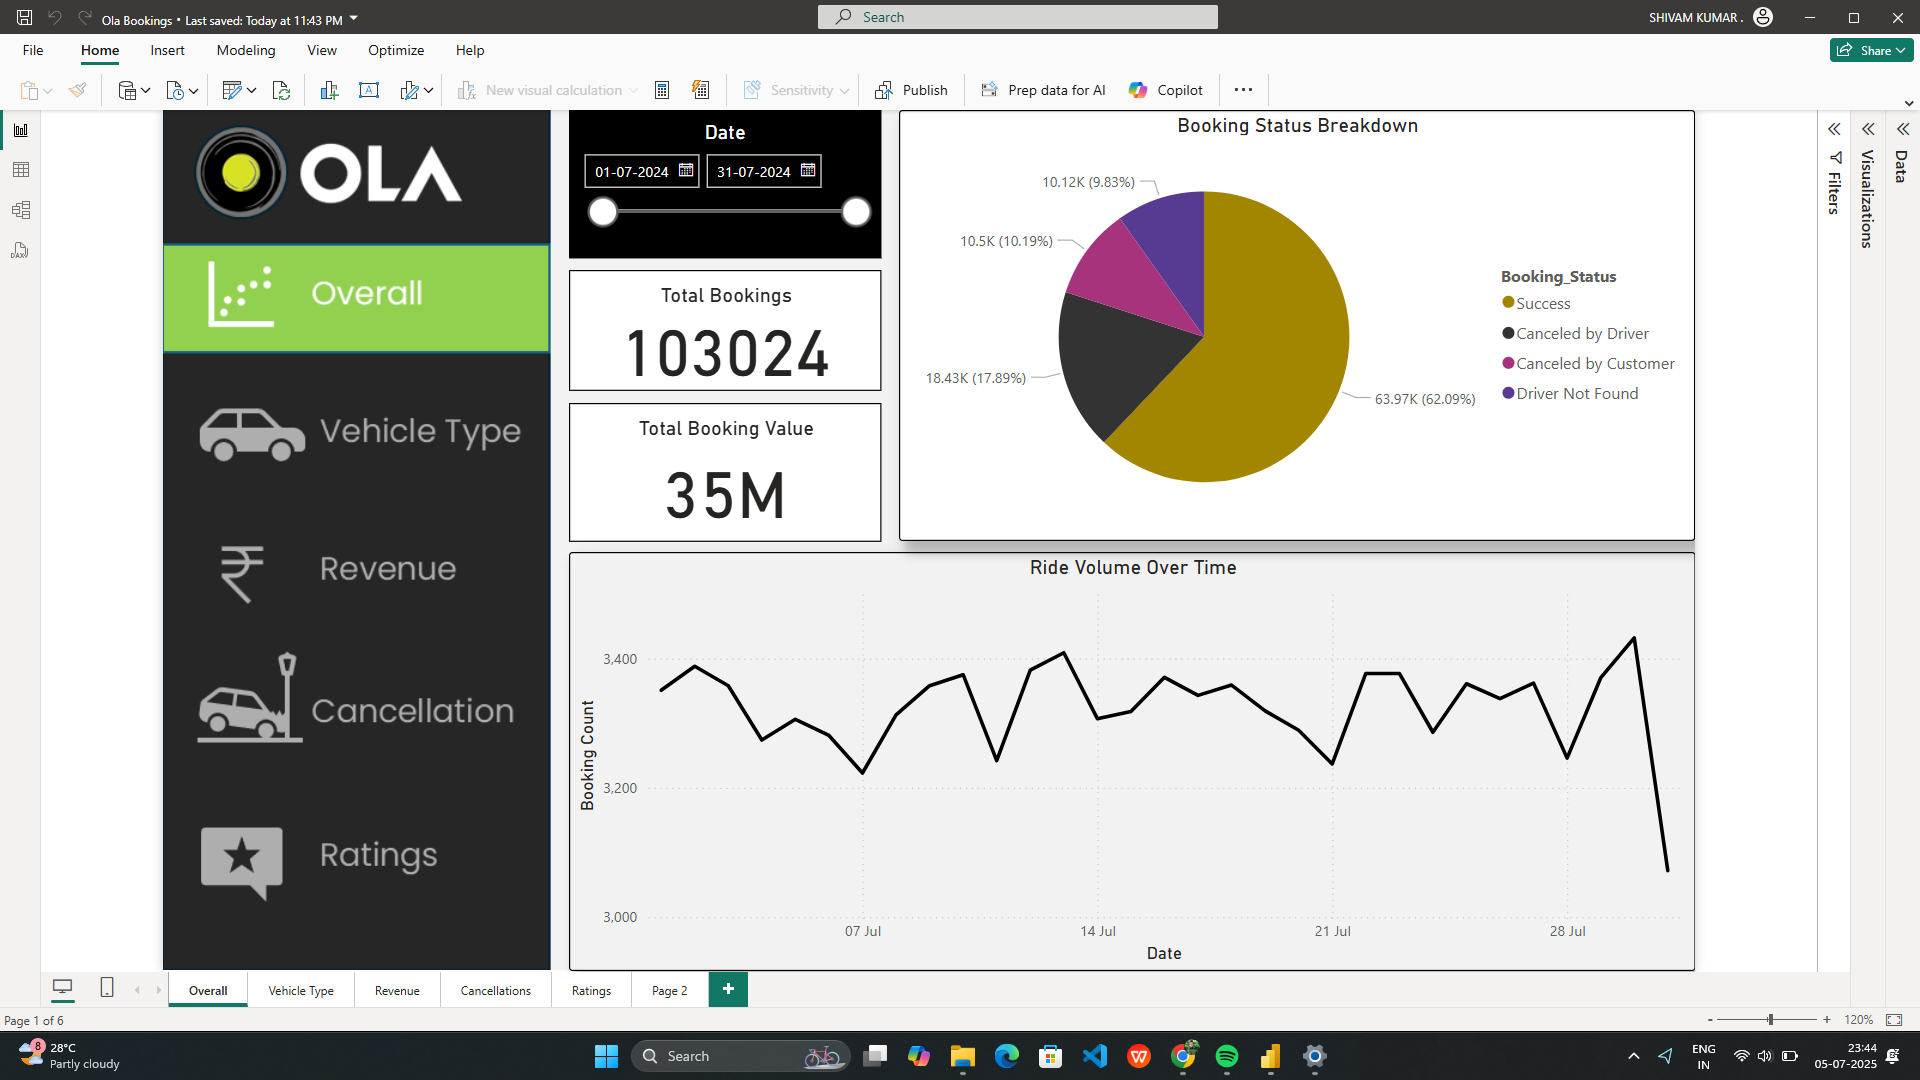 Ola Bookings • Last saved: Today at 11:43 PM
Search
SHIVAM KUMAR .
File
Home
Insert
Modeling
View
Optimize
Help
Share
New visual calculation
Sensitivity
Publish
Prep data for AI
Copilot
OLA
Overall
Vehicle Type
Revenue
Cancellation
Ratings
Date
01-07-2024
31-07-2024
Total Bookings
103024
Total Booking Value
35M
Booking Status Breakdown
10.12K (9.83%)
10.5K (10.19%)
18.43K (17.89%)
63.97K (62.09%)
Booking_Status
Success
Canceled by Driver
Canceled by Customer
Driver Not Found
Ride Volume Over Time
Booking Count
3,400
3,200
3,000
07 Jul
14 Jul
21 Jul
28 Jul
Date
Filters
Visualizations
Data
DAX
Overall
Vehicle Type
Revenue
Cancellations
Ratings
Page 2
Page 1 of 6
120%
8
28°C
Partly cloudy
Search
ENG
IN
23:44
05-07-2025